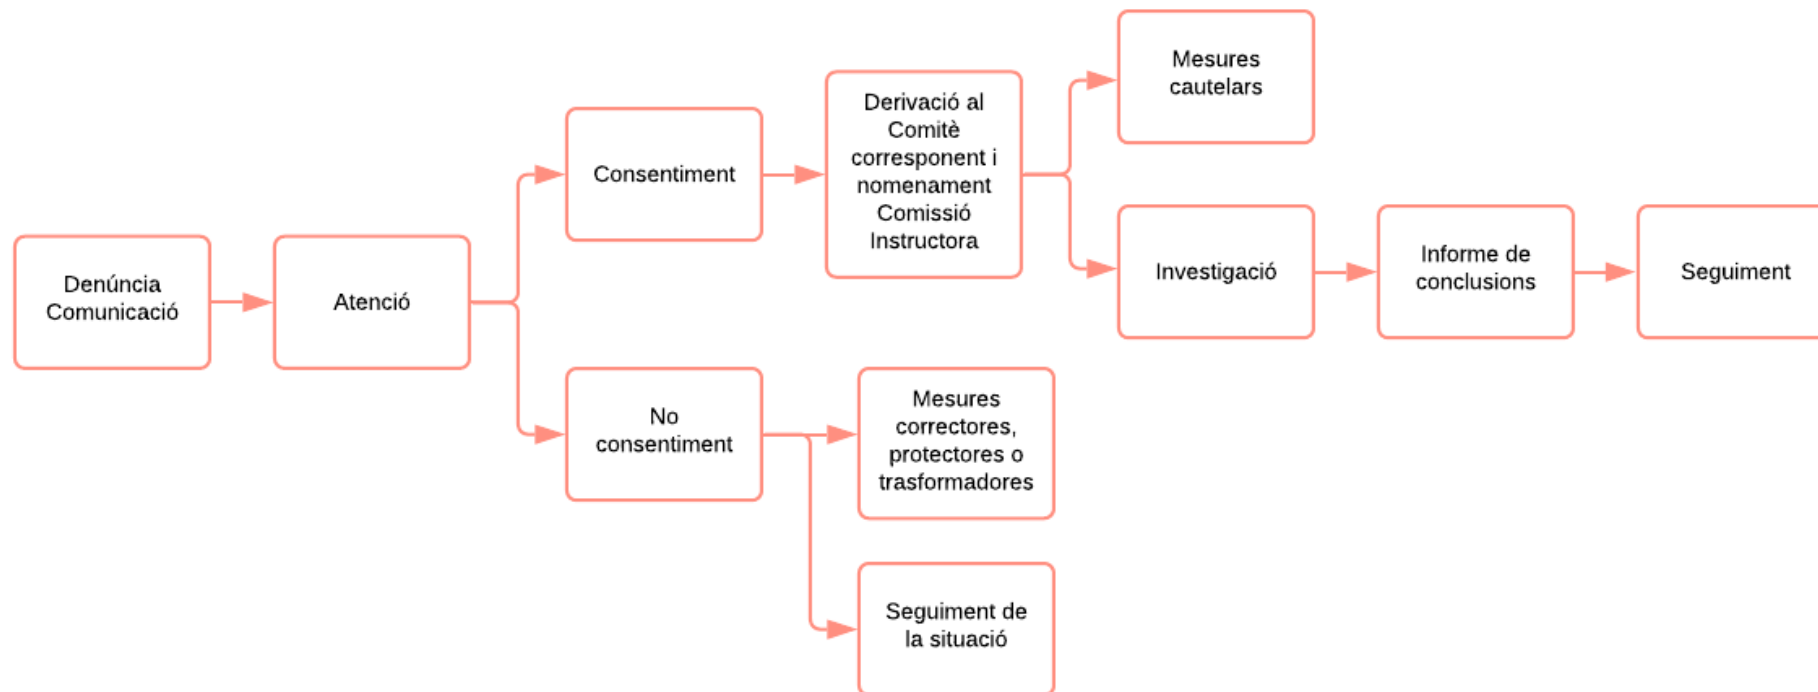 Denúncia
Comunicació
Atenció
Consentiment
Derivació al
Comitè
corresponent i
nomenament
Comissió
Instructora
Mesures
cautelars
Investigació
Informe de
conclusions
Seguiment
No
consentiment
Mesures
correctores,
protectores o
trasformadores
Seguiment de
la situació